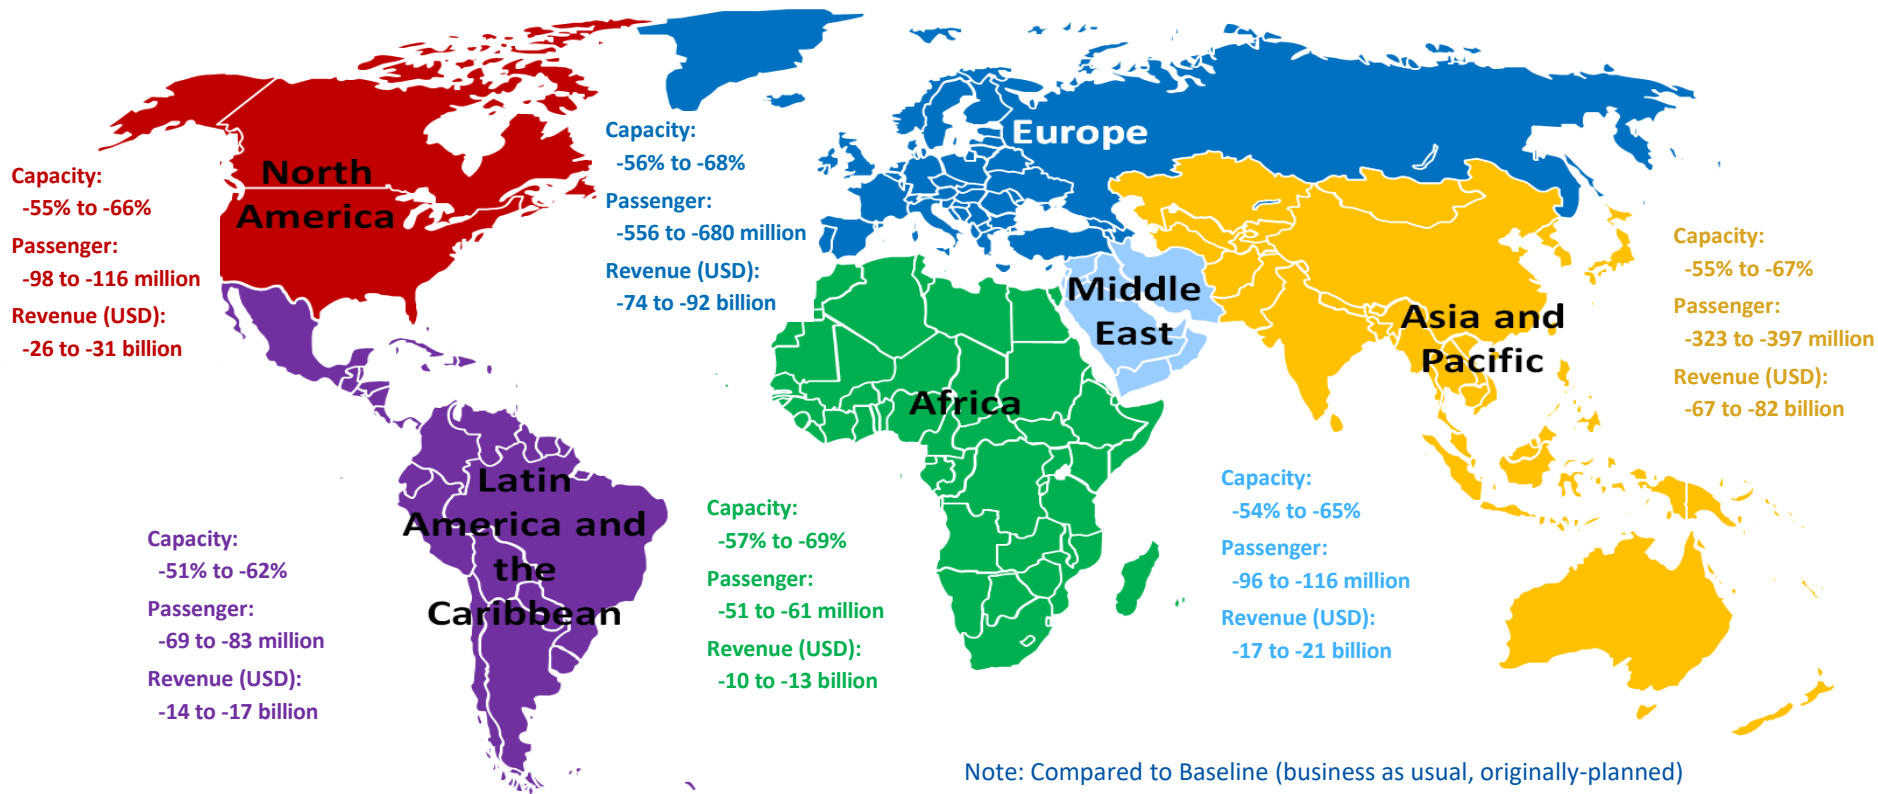 North
America
Capacity:
-55% to -66%
Passenger:
-98 to -116 million
Revenue (USD):
-26 to -31 billion
Capacity:
-56% to -68%
Passenger:
-556 to -680 million
Revenue (USD):
-74 to -92 billion
Europe
Middle
East
Asia and
Pacific
Capacity:
-55% to -67%
Passenger:
-323 to -397 million
Revenue (USD):
-67 to -82 billion
Africa
Latin
America and
the
Caribbean
Capacity:
-51% to -62%
Passenger:
-69 to -83 million
Revenue (USD):
-14 to -17 billion
Capacity:
-57% to -69%
Passenger:
-51 to -61 million
Revenue (USD):
-10 to -13 billion
Capacity:
-54% to -65%
Passenger:
-96 to -116 million
Revenue (USD):
-17 to -21 billion
Note: Compared to Baseline (business as usual, originally-planned)